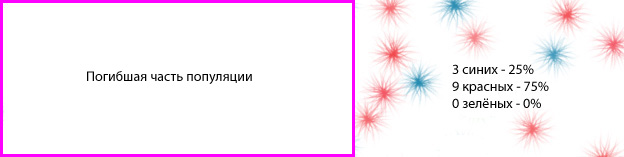 Погибшая часть популяции
3 синих - 25%
9 красных - 75%
0 зелёных - 0%